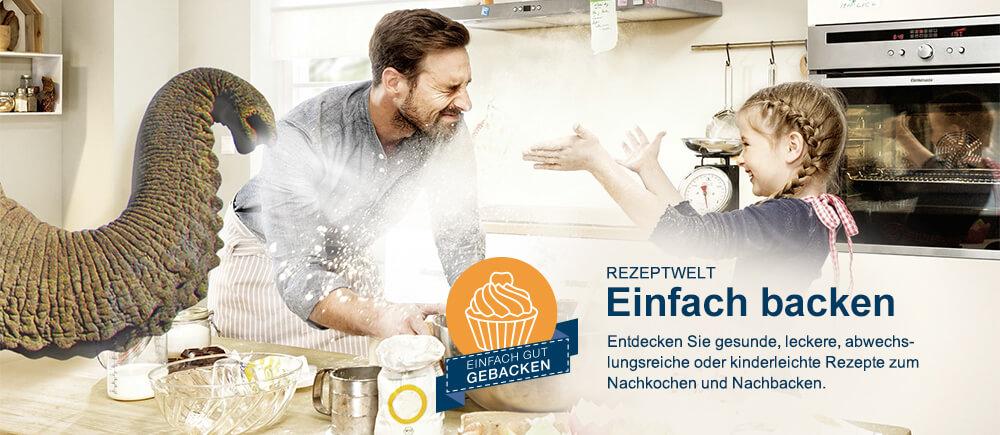 REZEPTWELT
Einfach backen
Entdecken Sie gesunde, leckere, abwechs-
lungsreiche oder kinderleichte Rezepte zum
Nachkochen und Nachbacken.
EINFACH GUT
GEBACKEN